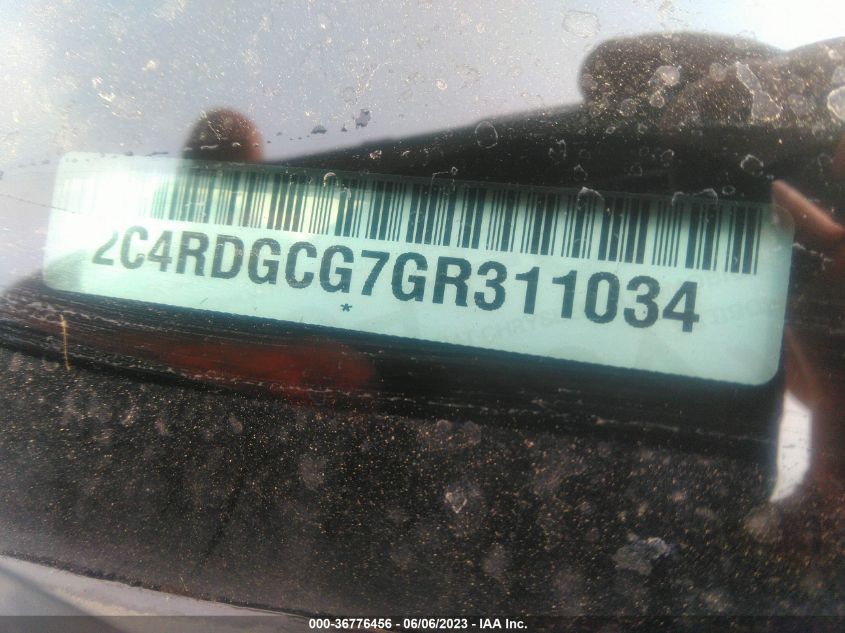 2C4RDGCG7GR311034
*
000-36776456 - 06/06/2023 - IAA Inc.